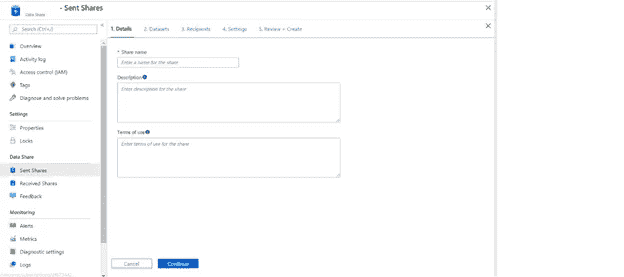 - Sent Shares
Data Share
Search (Ctrl+/)
Overview
Activity log
Access control (IAM)
Tags
Diagnose and solve problems
Settings
Properties
Locks
Data Share
Sent Shares
Received Shares
Feedback
Monitoring
Alerts
Metrics
Diagnostic settings
Logs
1. Details 2. Datasets 3. Recipients 4. Settings 5. Review + Create
* Share name
Enter a name for the share
Description
Enter description for the share
Terms of use
Enter terms of use for the share
Cancel Continue